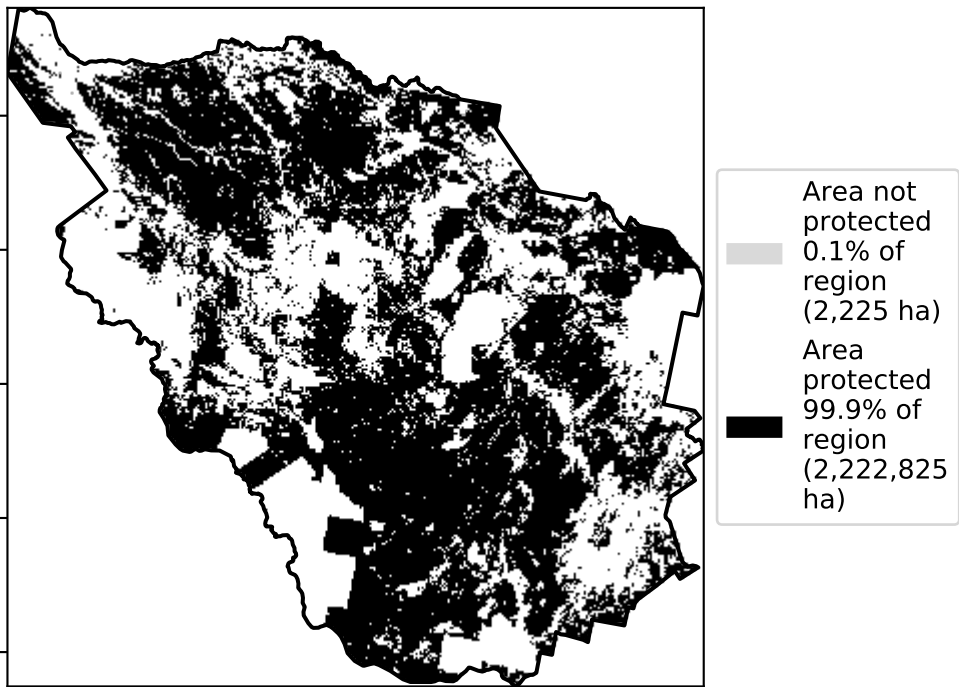 Area not
protected
0.1% of
region
(2,225 ha)
Area
protected
99.9% of
region
(2,222,825
ha)